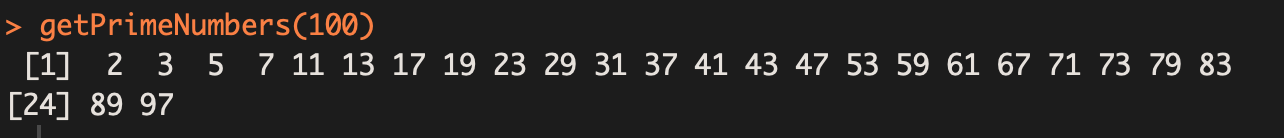 > getPrimeNumbers(100)
[1] 2 3 5 7 11 13 17 19 23 29 31 37 41 43 47 53 59 61 67 71 73 79 83
[24] 89 97